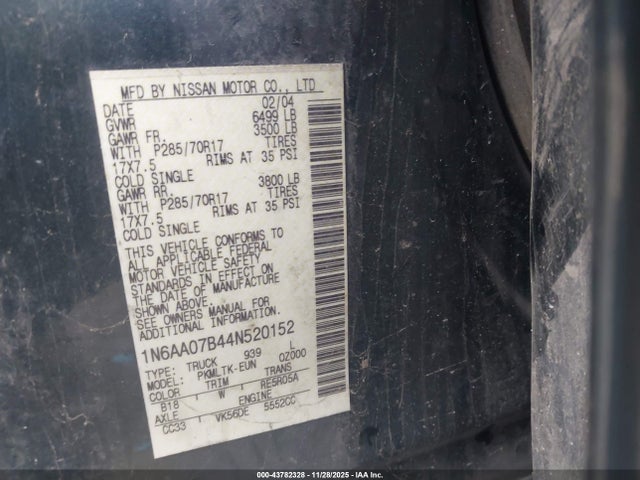 MFD BY NISSAN MOTOR CO., LTD
DATE 02/04
GVWR 6499 LB
GAWR FR. 3500 LB
WITH P285/70R17 TIRES
17X7.5 RIMS AT 35 PSI
COLD SINGLE
GAWR RR. 3800 LB
WITH P285/70R17 TIRES
17X7.5 RIMS AT 35 PSI
COLD SINGLE
THIS VEHICLE CONFORMS TO
ALL APPLICABLE FEDERAL
MOTOR VEHICLE SAFETY
STANDARDS IN EFFECT ON
THE DATE OF MANUFACTURE
SHOWN ABOVE.
SEE OWNERS MANUAL FOR
ADDITIONAL INFORMATION
1N6AA07B44N520152
TYPE: TRUCK 939 L
MODEL: PKMLTK-EUN 0Z000
COLOR TRIM TRANS
B18 W RE5R05A
AXLE ENGINE
CC33 VK56DE 5552CC
000-43782328 - 11/28/2025 - IAA Inc.